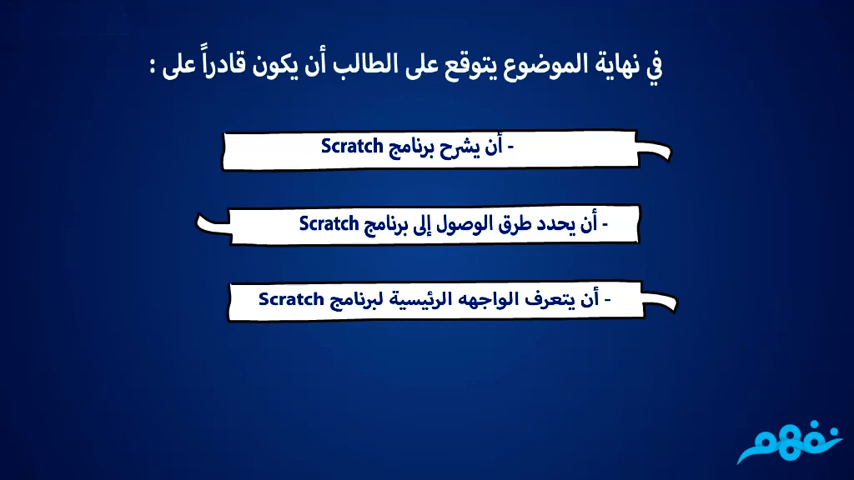 في نهاية الموضوع يتوقع على الطالب أن يكون قادراً على :
- أن يشرح برنامج Scratch
- أن يحدد طرق الوصول إلى برنامج Scratch
- أن يتعرف الواجهه الرئيسية لبرنامج Scratch
نفهم